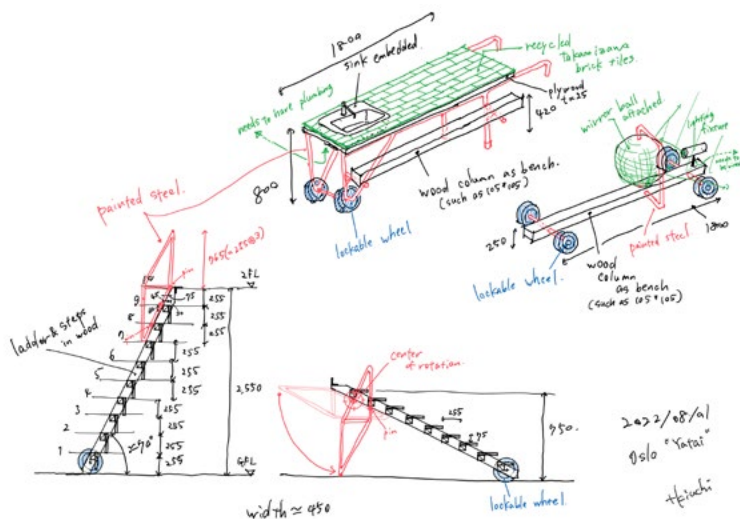 1800
sink embedded.
needs to have plumbing
recycled
Takamizawa
brick tiles.
plywood
t=25
420
800
wood column as bench.
(such as 105*105)
lockable wheel
painted steel.
mirror ball
attached.
lighting
fixture
250
1800
painted steel
wood
column
as bench
(such as 105*105)
lockable wheel.
765(=255@3)
pin
2FL
9
8
7
6
5
4
3
2
1
75
255
255
255
255
255
255
255
255
255
2,550
ladder & steps
in wood
≈70°
GFL
center
of rotation.
pin
255
75
950.
lockable wheel.
width ≈ 450
2022/08/01
Oslo "Yatai"